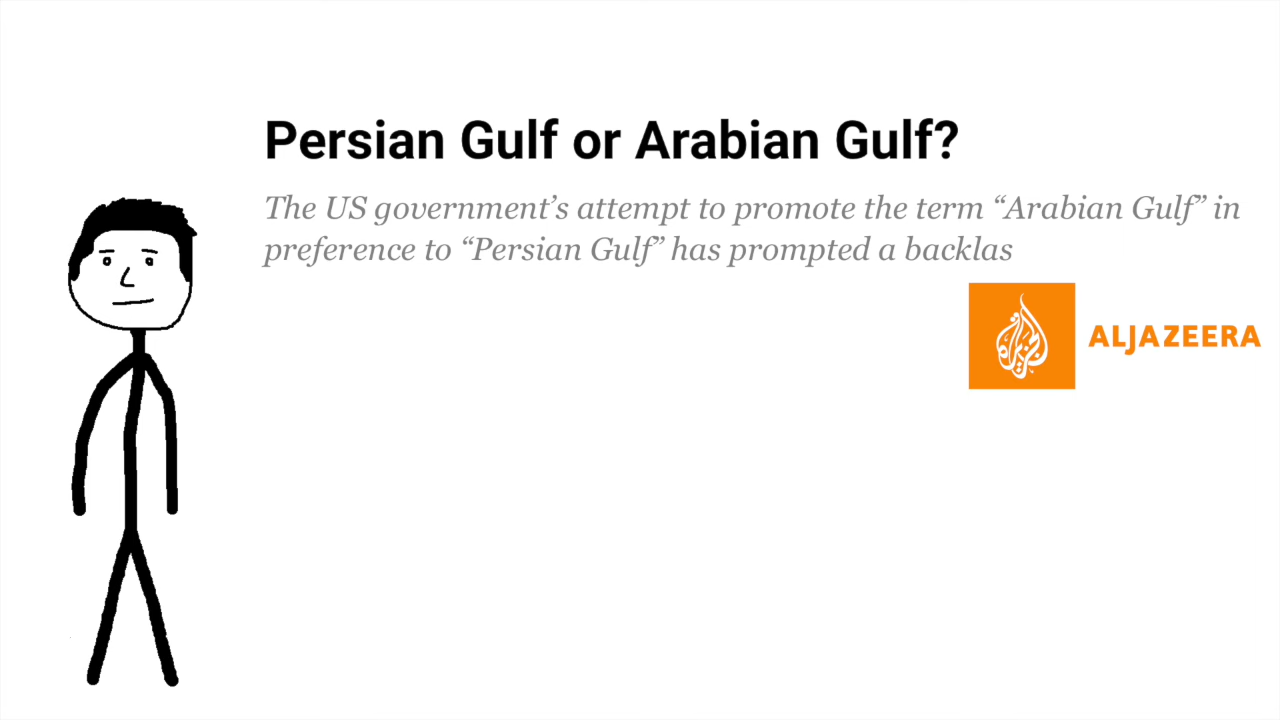 Persian Gulf or Arabian Gulf?
The US government’s attempt to promote the term “Arabian Gulf” in
preference to “Persian Gulf” has prompted a backlas
الجزيرة
ALJAZEERA